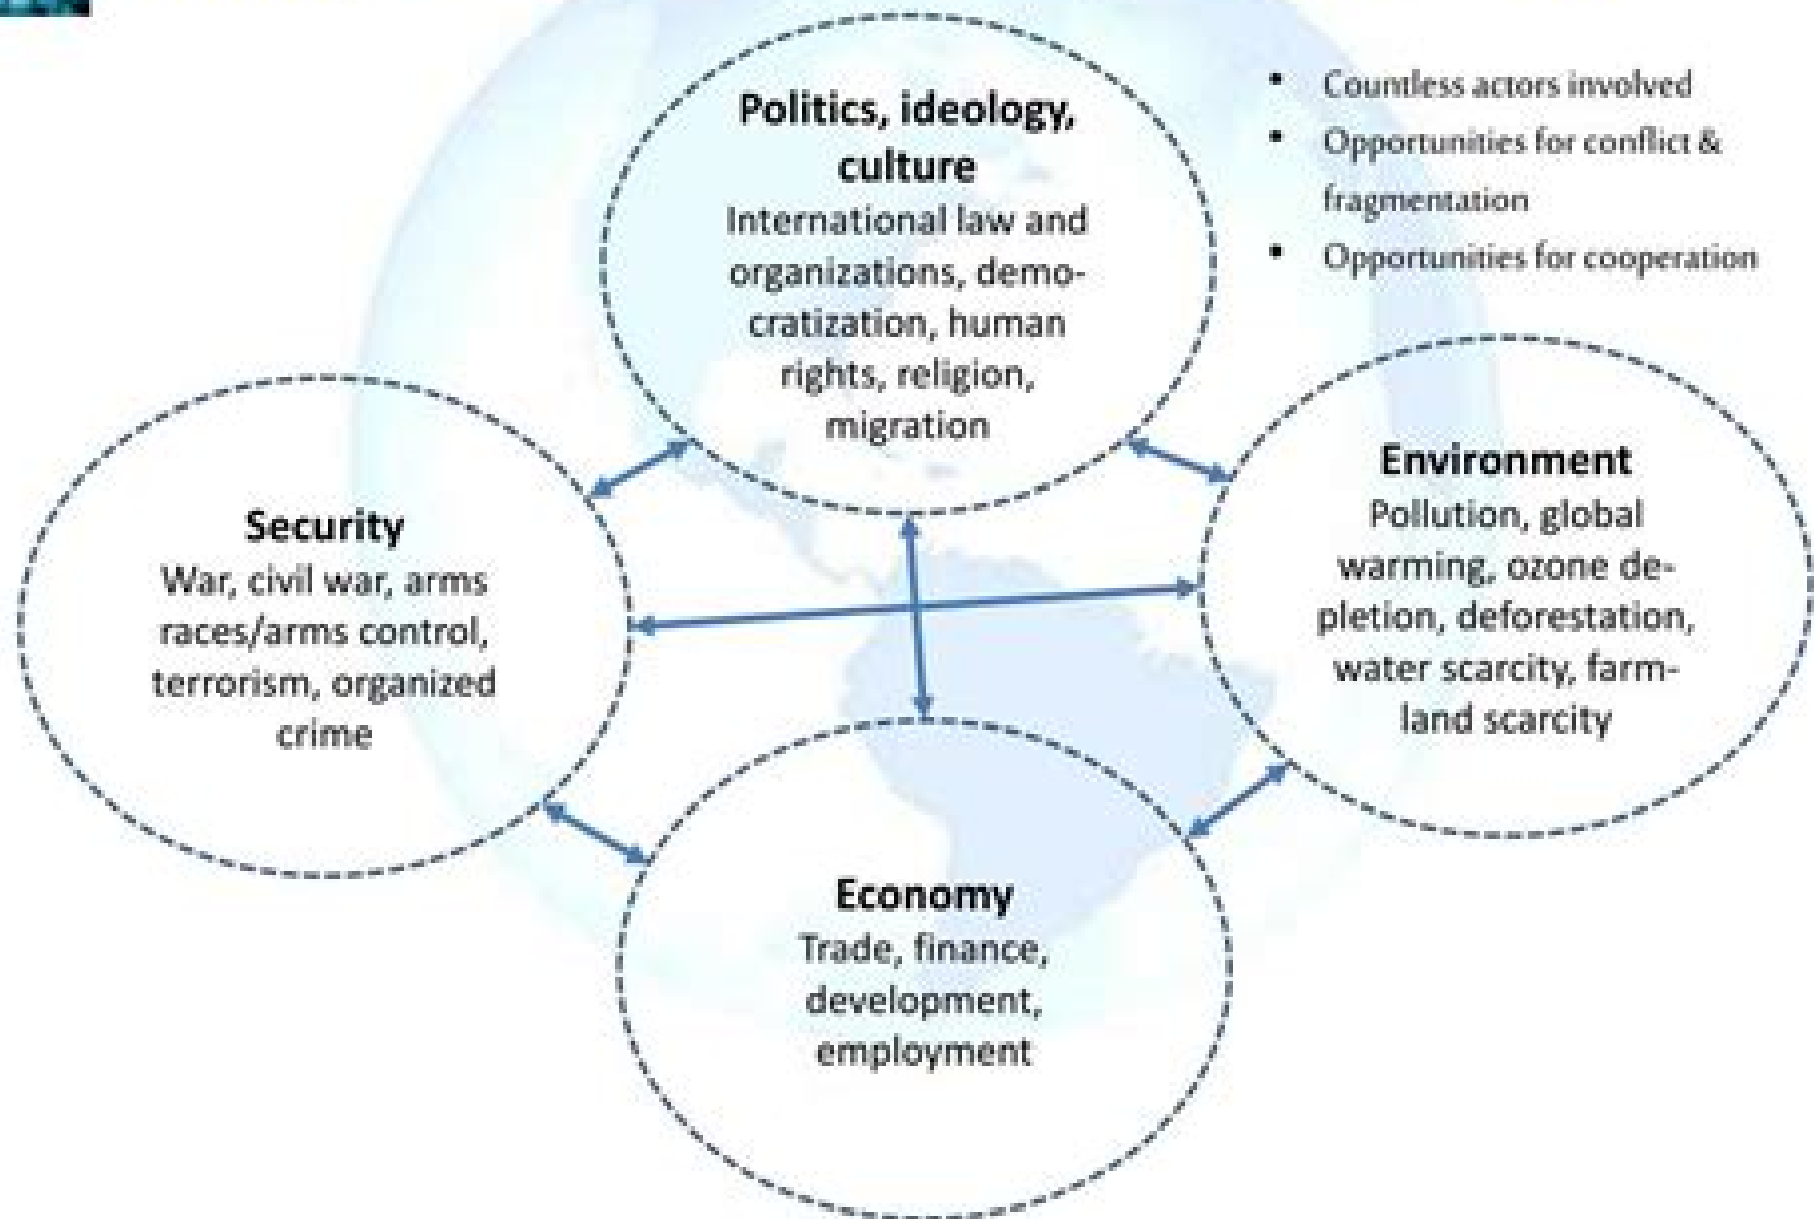 Politics, ideology,
culture
International law and
organizations, demo-
cratization, human
rights, religion,
migration
• Countless actors involved
• Opportunities for conflict &
fragmentation
• Opportunities for cooperation
Security
War, civil war, arms
races/arms control,
terrorism, organized
crime
Environment
Pollution, global
warming, ozone de-
pletion, deforestation,
water scarcity, farm-
land scarcity
Economy
Trade, finance,
development,
employment